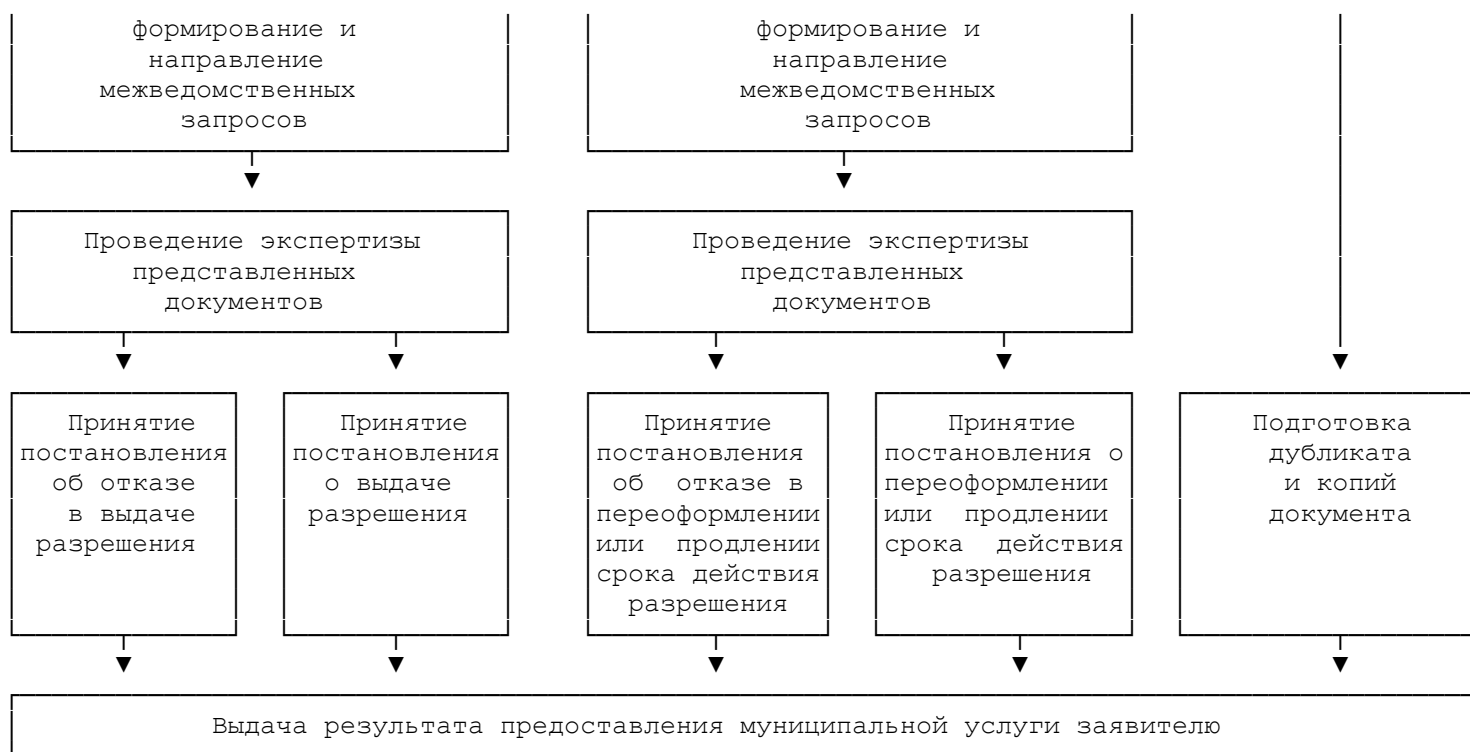 формирование и
направление
межведомственных
запросов
формирование и
направление
межведомственных
запросов
Проведение экспертизы
представленных
документов
Проведение экспертизы
представленных
документов
Принятие
постановления
об отказе
в выдаче
разрешения
Принятие
постановления
о выдаче
разрешения
Принятие
постановления
об отказе в
переоформлении
или продлении
срока действия
разрешения
Принятие
постановления о
переоформлении
или продлении
срока действия
разрешения
Подготовка
дубликата
и копий
документа
Выдача результата предоставления муниципальной услуги заявителю